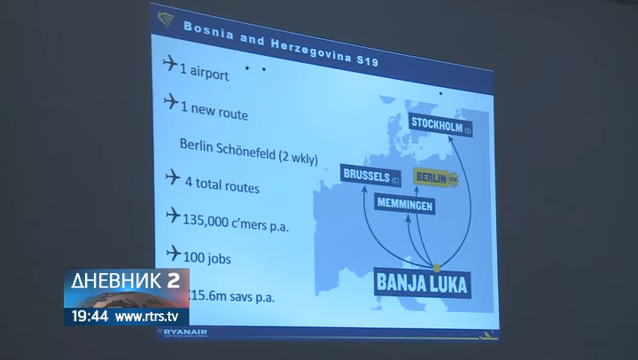 Bosnia and Herzegovina S19
1 airport
1 new route
Berlin Schönefeld (2 wkly)
4 total routes
135,000 c'mers p.a.
100 jobs
15.6m savs p.a.
STOCKHOLM (S)
BRUSSELS (C)
BERLIN NEW
MEMMINGEN
BANJA LUKA
RYANAIR
ДНЕВНИК 2
19:44 www.rtrs.tv